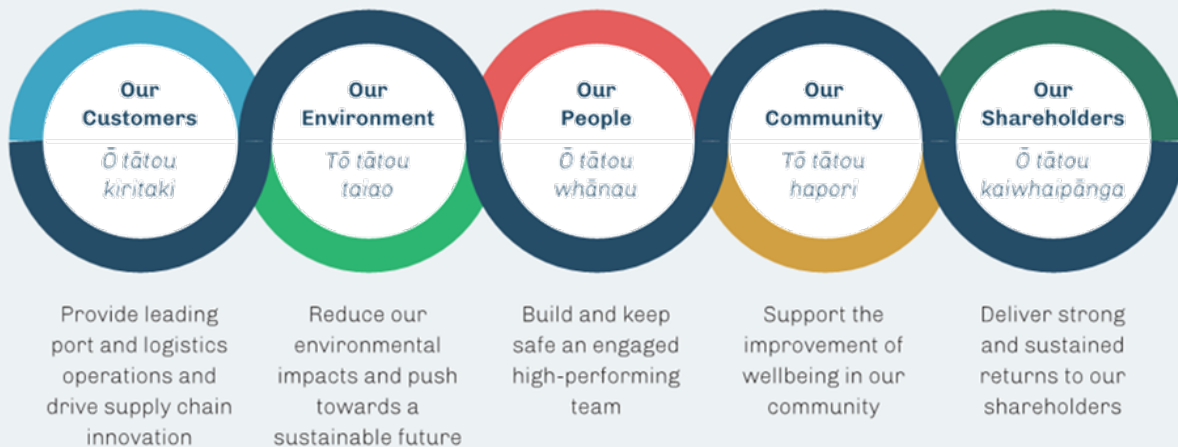 Our
Customers
Ō tātou
kiritaki
Provide leading
port and logistics
operations and
drive supply chain
innovation
Our
Environment
Tō tātou
taiao
Reduce our
environmental
impacts and push
towards a
sustainable future
Our
People
Ō tātou
whānau
Build and keep
safe an engaged
high-performing
team
Our
Community
Tō tātou
hapori
Support the
improvement of
wellbeing in our
community
Our
Shareholders
Ō tātou
kaiwhaipānga
Deliver strong
and sustained
returns to our
shareholders